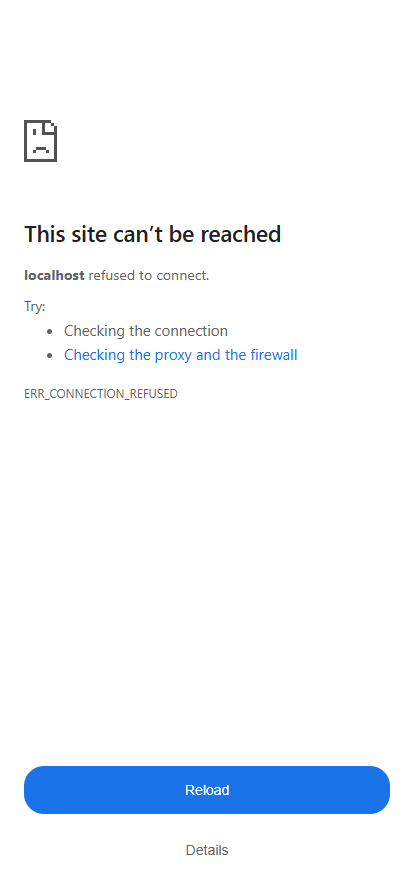 This site can’t be reached
localhost refused to connect.
Try:
Checking the connection
Checking the proxy and the firewall
ERR_CONNECTION_REFUSED
Reload
Details